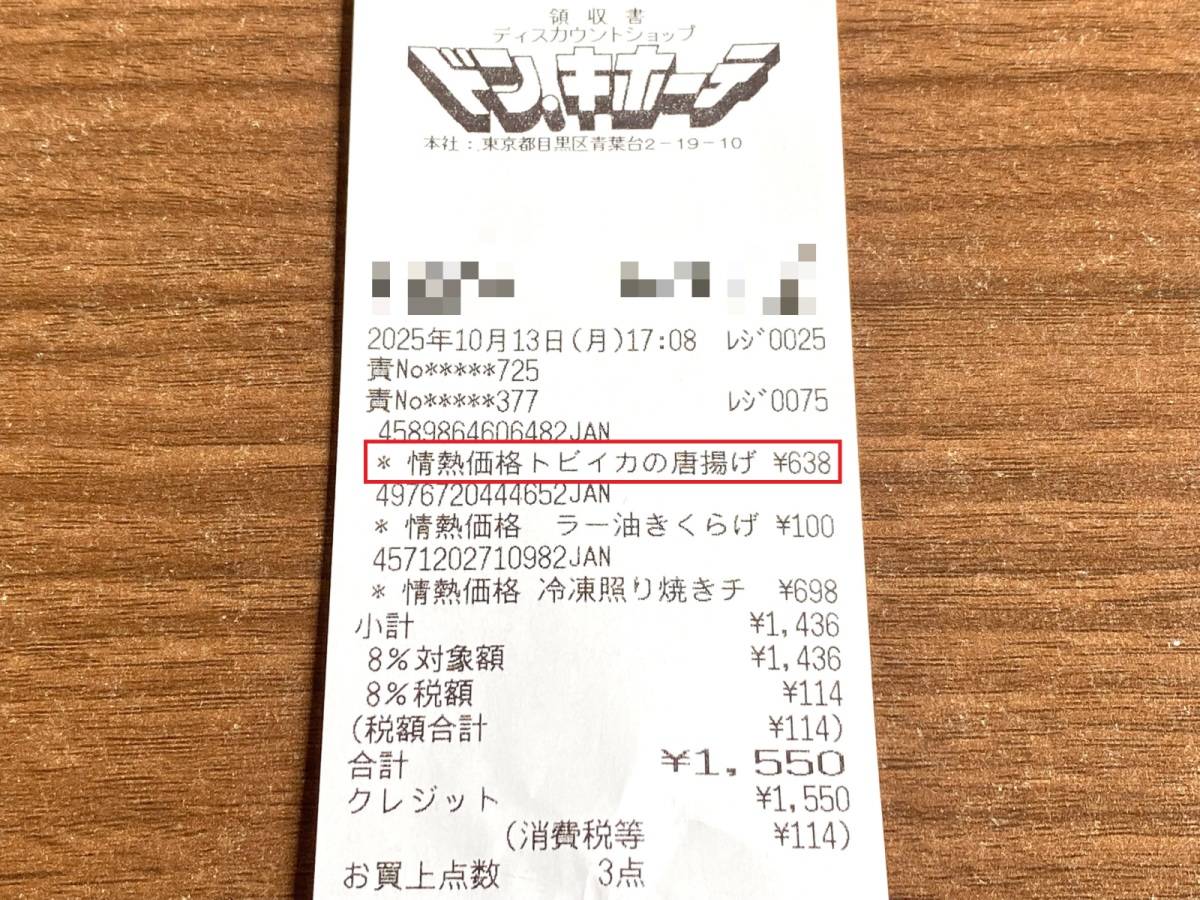 領収書
ディスカウントショップ
ドン.キホーテ
本社:東京都目黒区青葉台2-19-10
2025年10月13日(月)17:08 レジ0025
責No*****725
責No*****377 レジ0075
4589864606482JAN
* 情熱価格トビイカの唐揚げ ¥638
4976720444652JAN
* 情熱価格 ラー油きくらげ ¥100
4571202710982JAN
* 情熱価格 冷凍照り焼きチ ¥698
小計 ¥1,436
8%対象額 ¥1,436
8%税額 ¥114
(税額合計 ¥114)
合計 ¥1,550
クレジット ¥1,550
(消費税等 ¥114)
お買上点数 3点